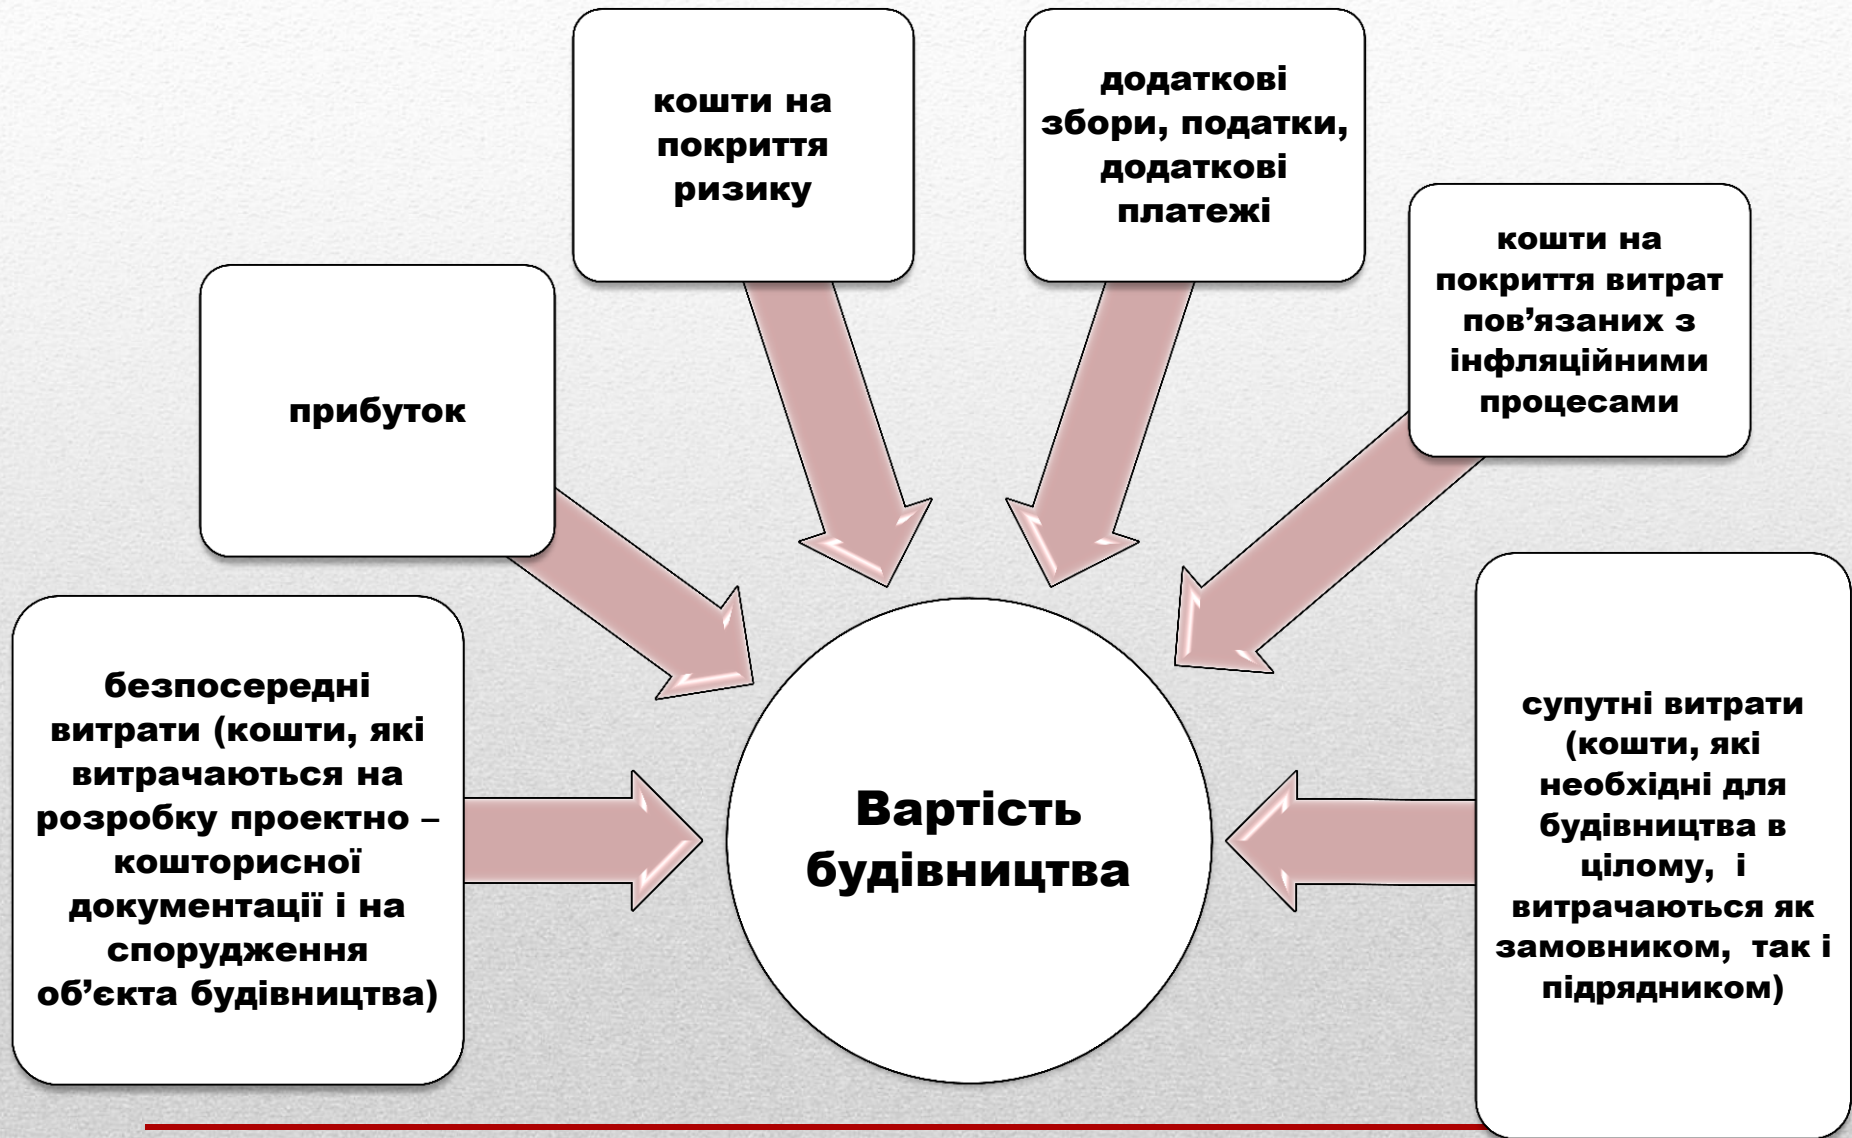 кошти на
покриття
ризику
додаткові
збори, податки,
додаткові
платежі
кошти на
покриття витрат
пов’язаних з
інфляційними
процесами
прибуток
безпосередні
витрати (кошти, які
витрачаються на
розробку проектно –
кошторисної
документації і на
спорудження
об’єкта будівництва)
Вартість
будівництва
супутні витрати
(кошти, які
необхідні для
будівництва в
цілому,  і
витрачаються як
замовником,  так і
підрядником)